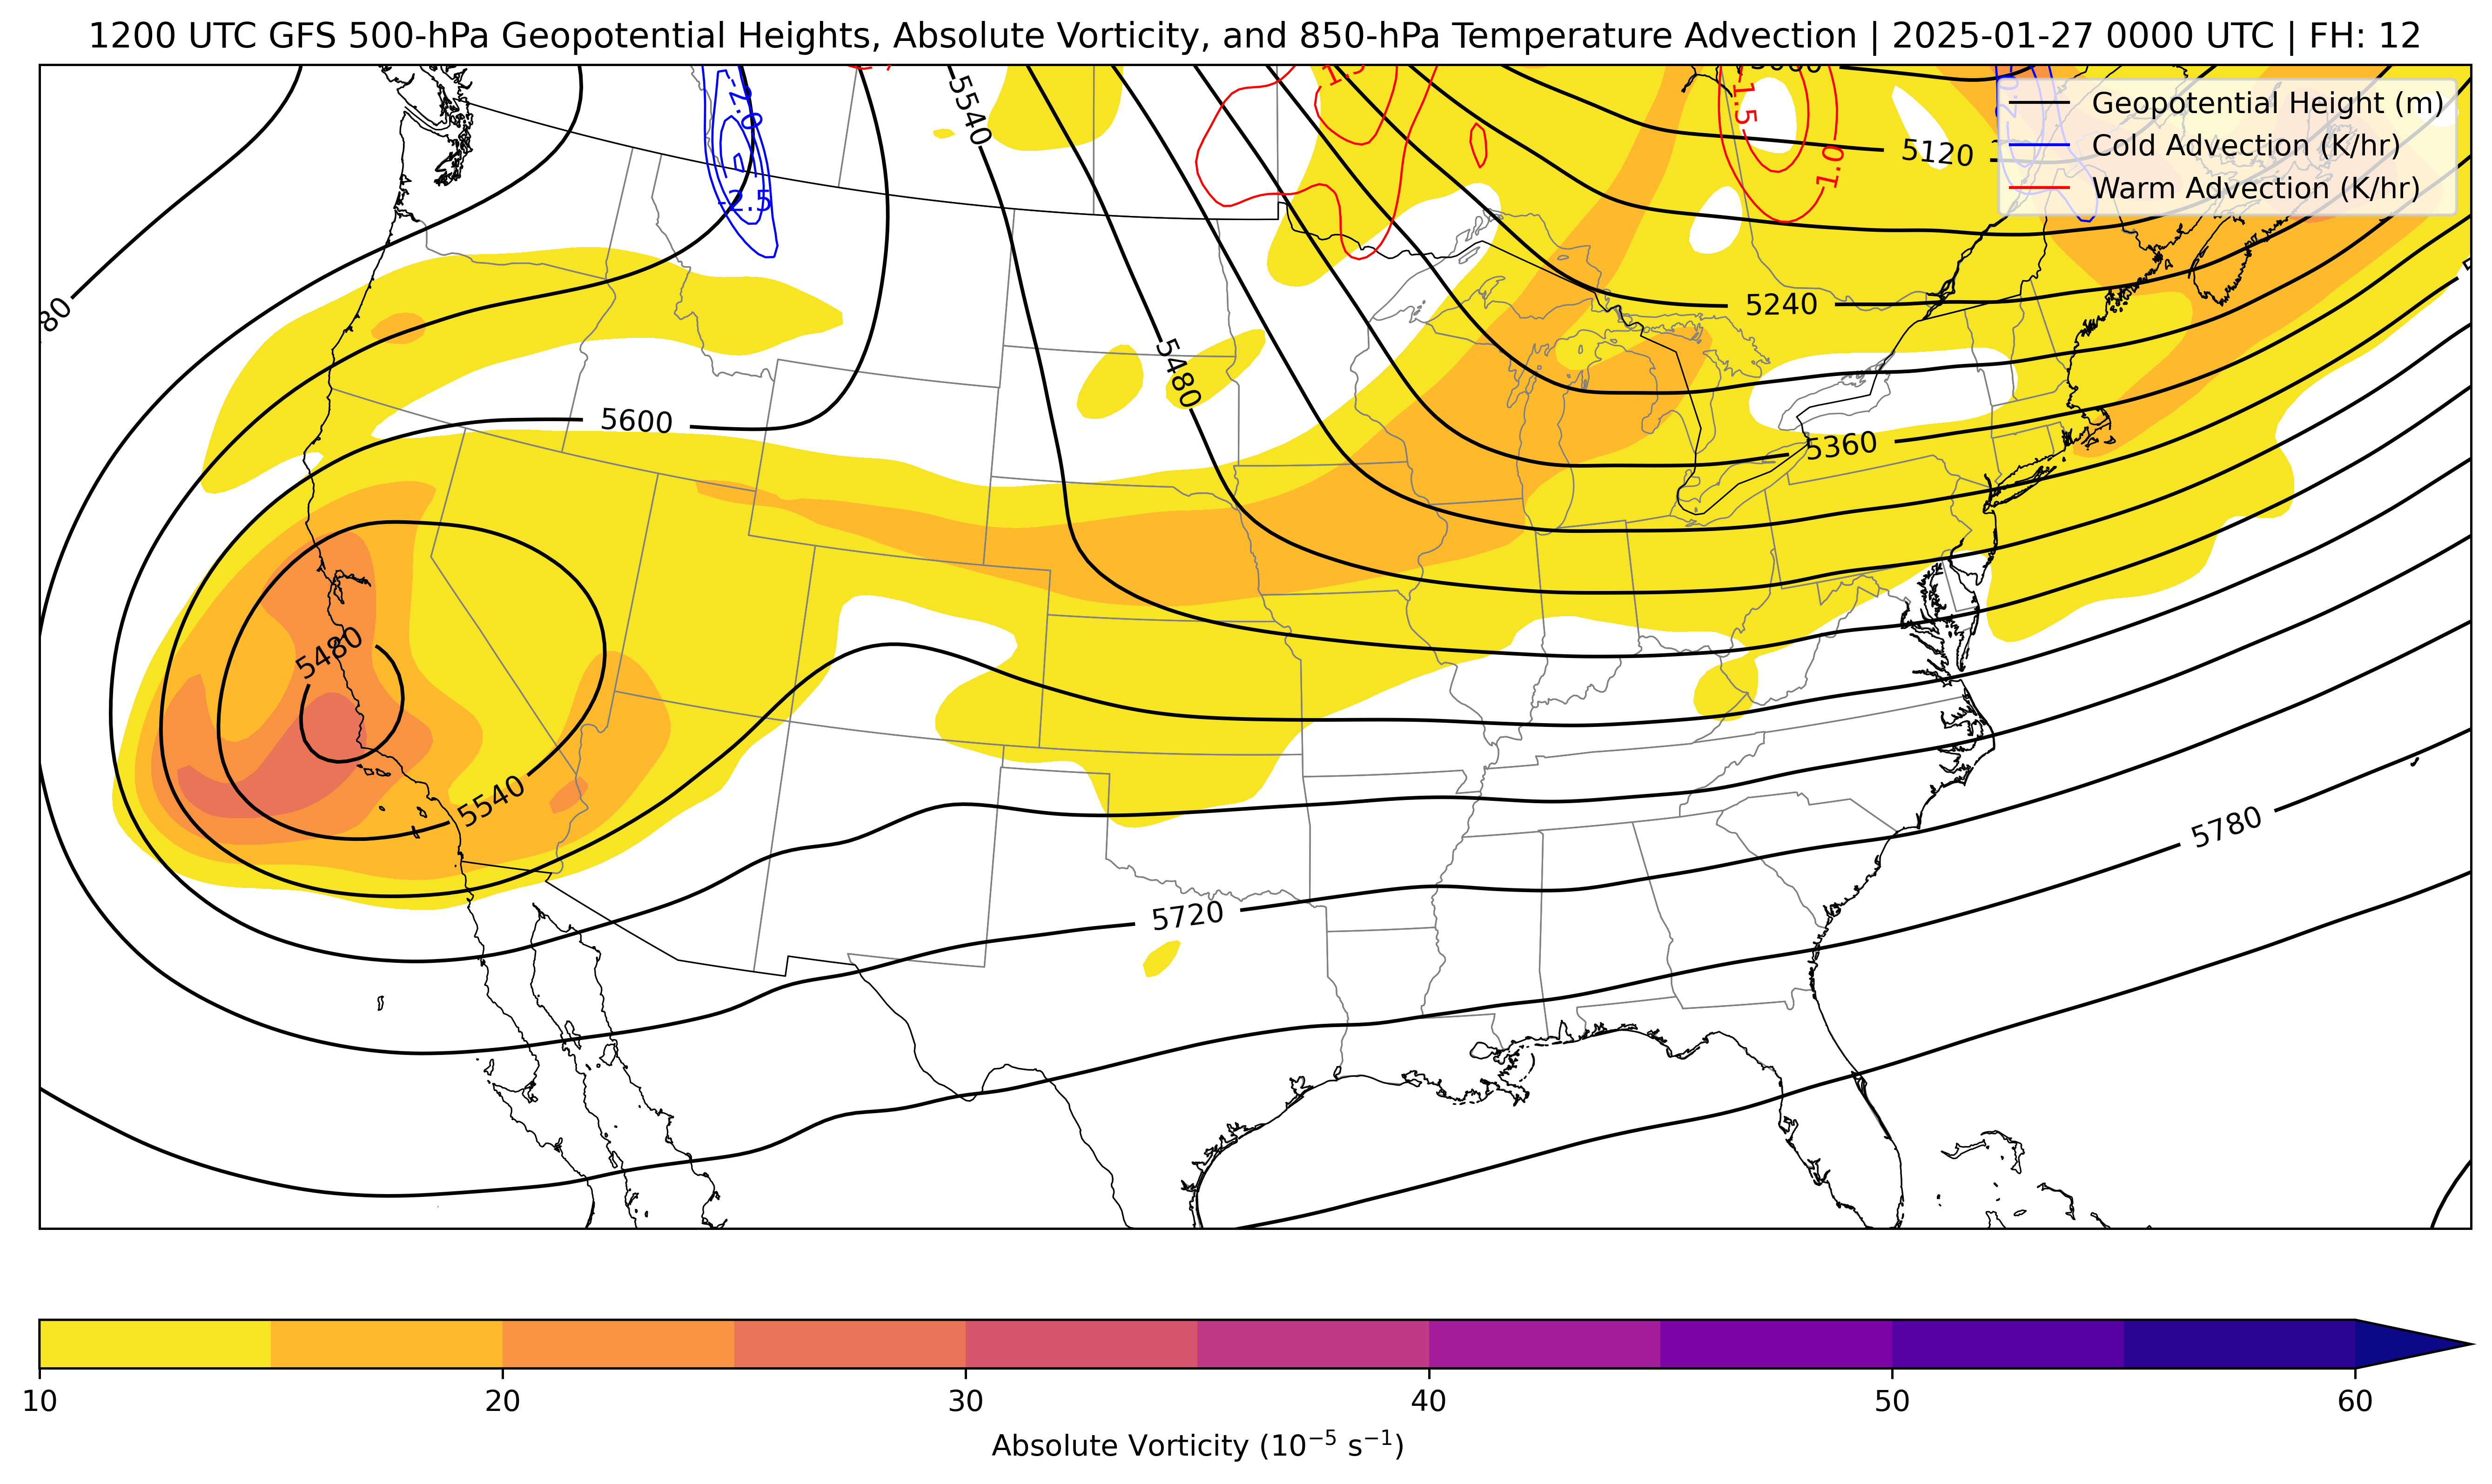 1200 UTC GFS 500-hPa Geopotential Heights, Absolute Vorticity, and 850-hPa Temperature Advection | 2025-01-27 0000 UTC | FH: 12
Geopotential Height (m)
Cold Advection (K/hr)
Warm Advection (K/hr)
-2.0
5540
1.5
1.5
1.0
5120
-2.5
5240
80
5480
5600
5360
5480
5540
5780
5720
10 20 30 40 50 60
Absolute Vorticity (10⁻⁵ s⁻¹)